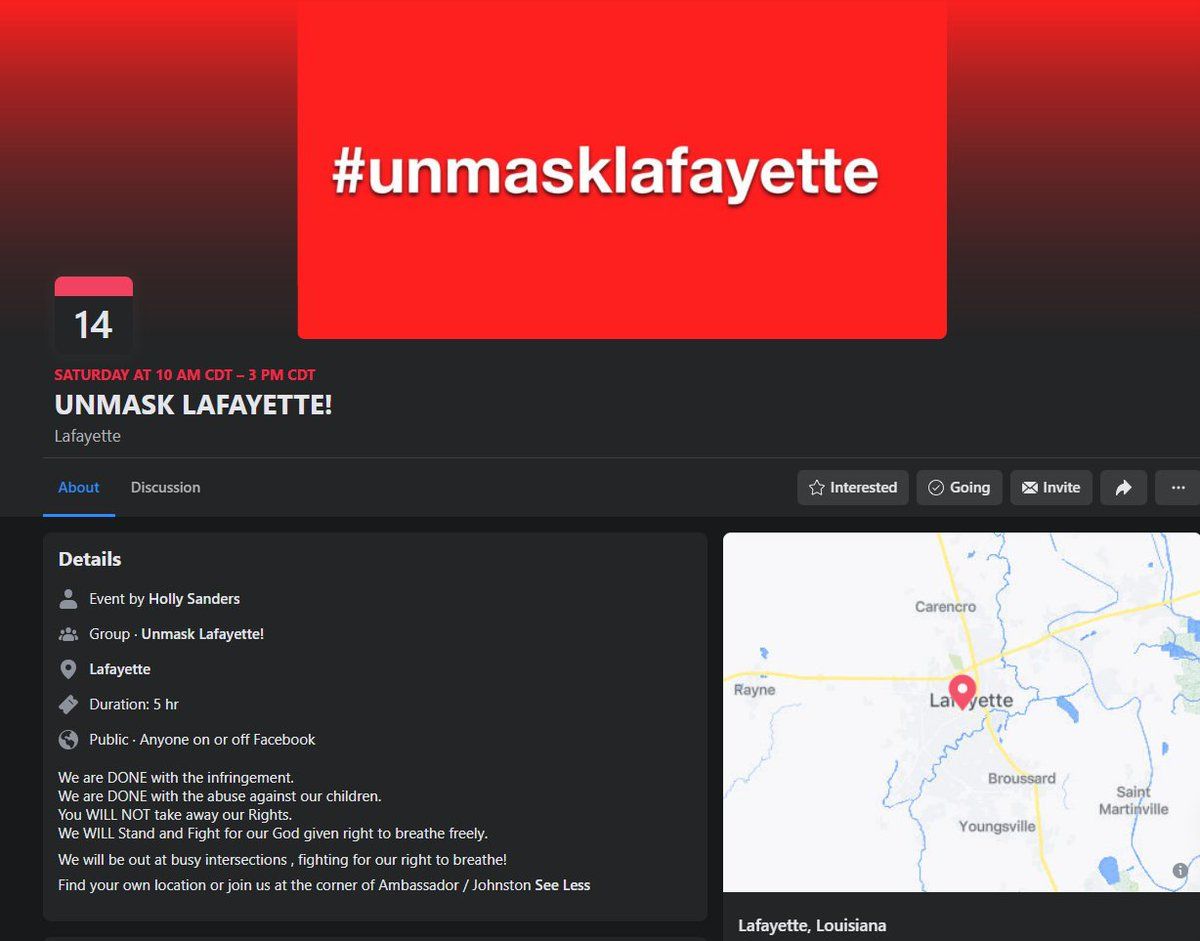 #unmasklafayette
14
SATURDAY AT 10 AM CDT – 3 PM CDT
UNMASK LAFAYETTE!
Lafayette
About
Discussion
Interested
Going
Invite
Details
Event by Holly Sanders
Group · Unmask Lafayette!
Lafayette
Duration: 5 hr
Public · Anyone on or off Facebook
We are DONE with the infringement.
We are DONE with the abuse against our children.
You WILL NOT take away our Rights.
We WILL Stand and Fight for our God given right to breathe freely.
We will be out at busy intersections , fighting for our right to breathe!
Find your own location or join us at the corner of Ambassador / Johnston See Less
Carencro
Rayne
Lafayette
Broussard
Saint
Martinville
Youngsville
Lafayette, Louisiana